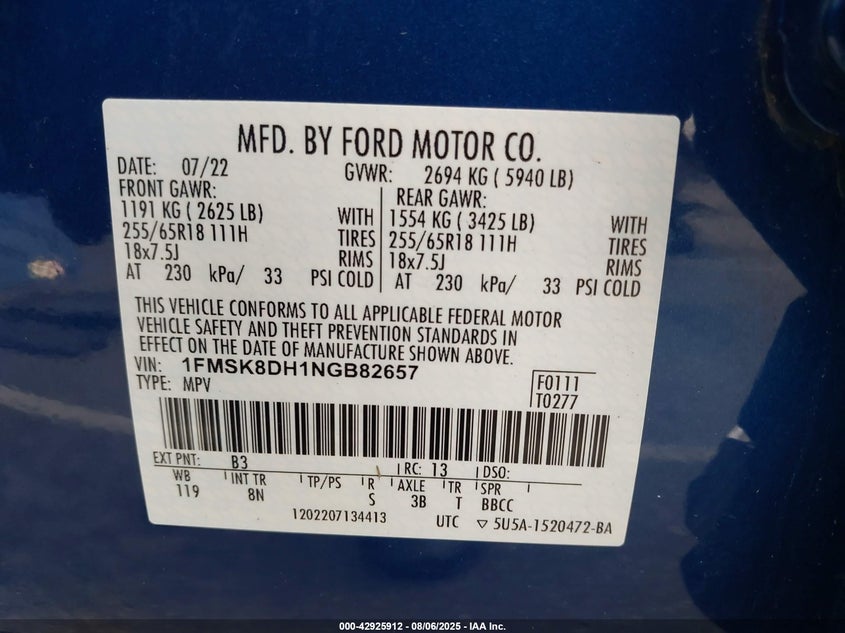 MFD. BY FORD MOTOR CO.
DATE: 07/22 GVWR: 2694 KG ( 5940 LB)
FRONT GAWR: REAR GAWR:
1191 KG ( 2625 LB) WITH 1554 KG ( 3425 LB) WITH
255/65R18 111H TIRES 255/65R18 111H TIRES
18x7.5J RIMS 18x7.5J RIMS
AT 230 kPa/ 33 PSI COLD AT 230 kPa/ 33 PSI COLD
THIS VEHICLE CONFORMS TO ALL APPLICABLE FEDERAL MOTOR
VEHICLE SAFETY AND THEFT PREVENTION STANDARDS IN
EFFECT ON THE DATE OF MANUFACTURE SHOWN ABOVE.
VIN: 1FMSK8DH1NGB82657
TYPE: MPV F0111
T0277
EXT PNT: B3 RC: 13 DSO:
WB INT TR TP/PS R AXLE TR SPR
119 8N S 3B T BBCC
1202207134413 UTC ▽ 5U5A-1520472-BA
000-42925912 - 08/06/2025 - IAA Inc.